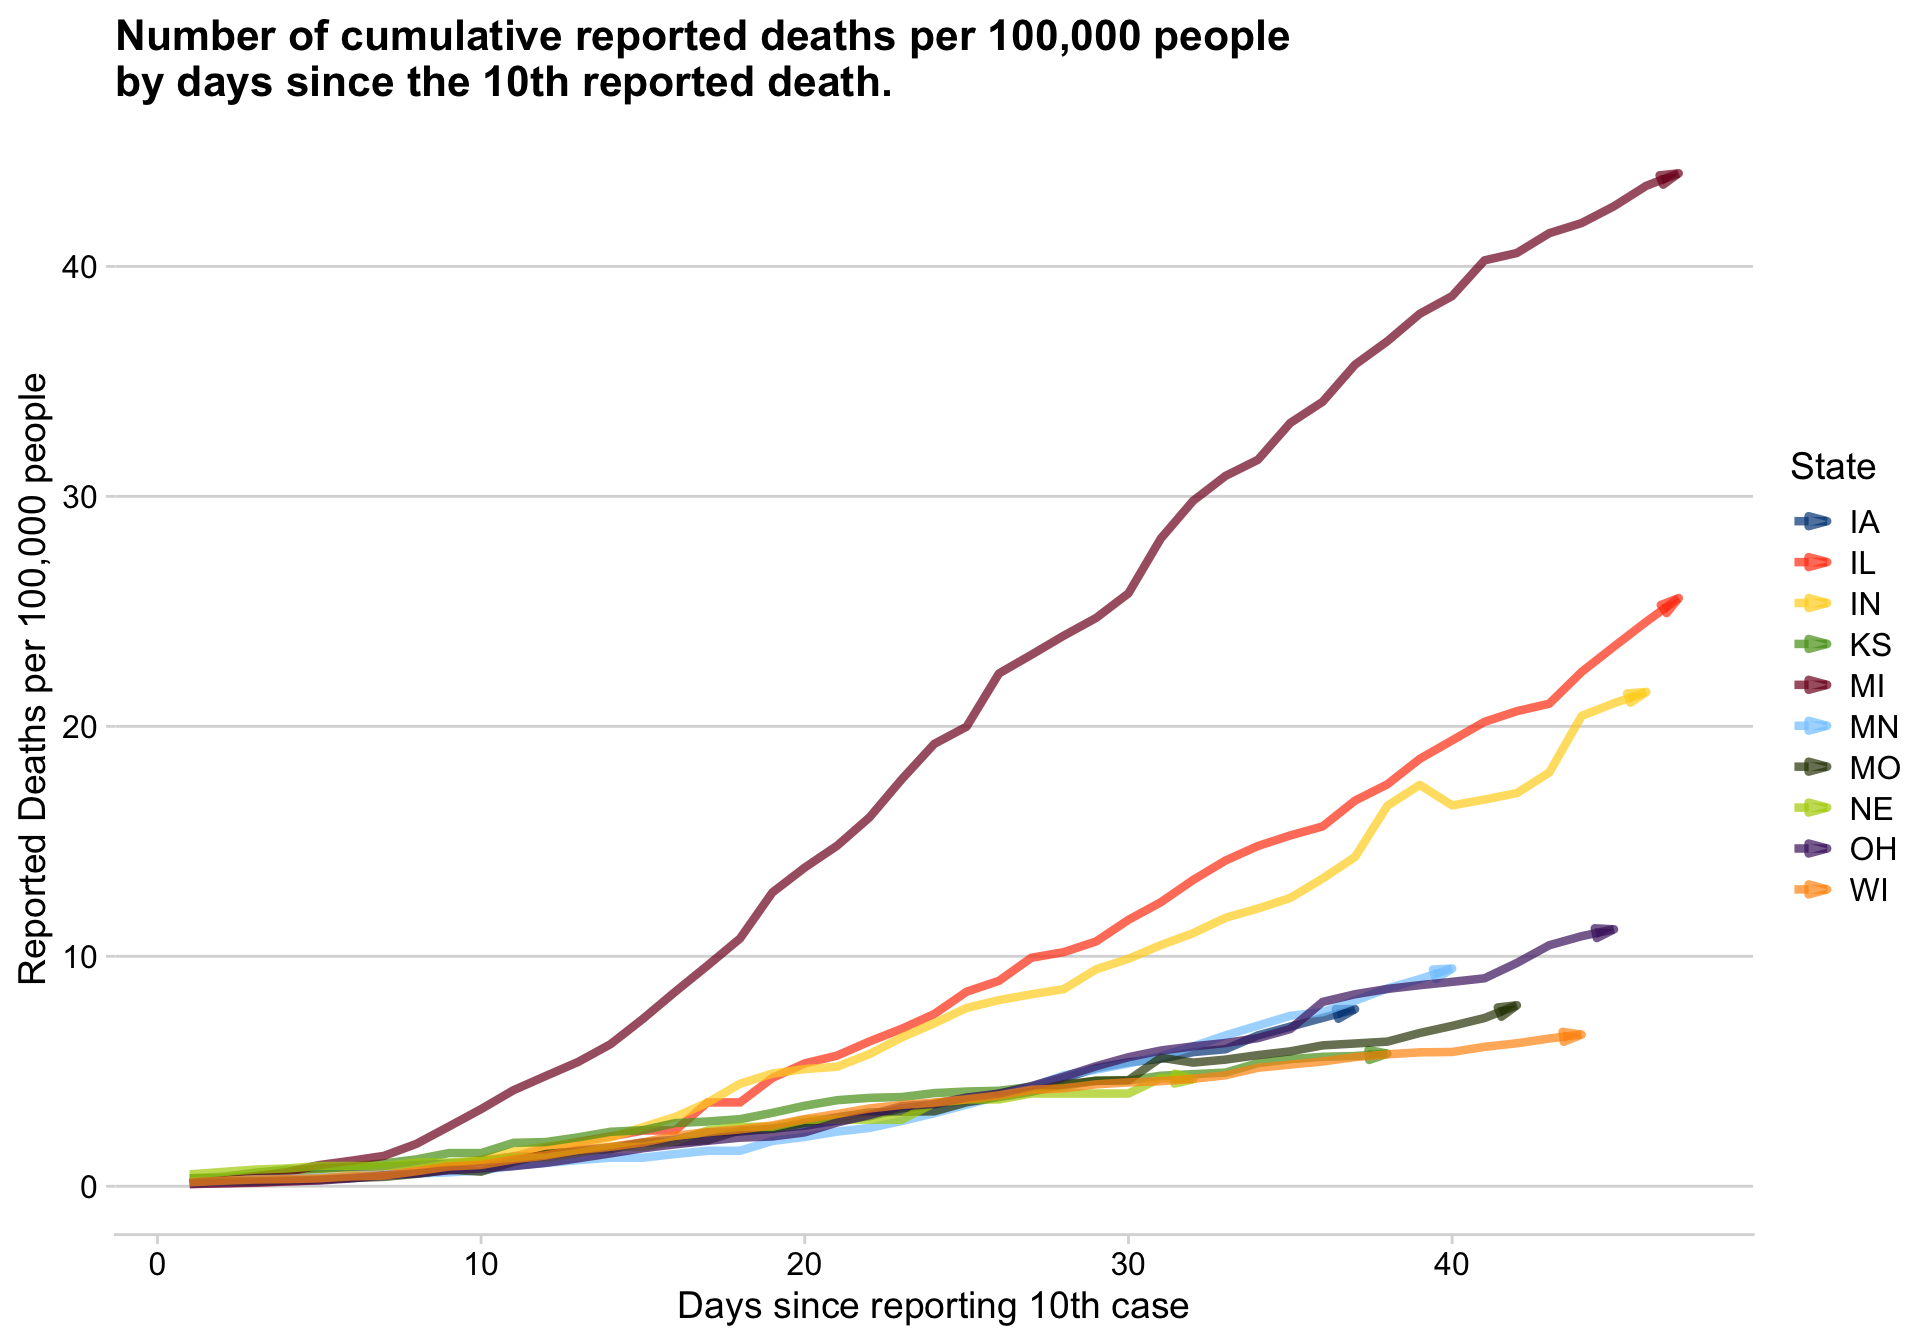 Number of cumulative reported deaths per 100,000 people
by days since the 10th reported death.
Reported Deaths per 100,000 people
40
30
20
10
0
0 10 20 30 40
Days since reporting 10th case
State
IA
IL
IN
KS
MI
MN
MO
NE
OH
WI